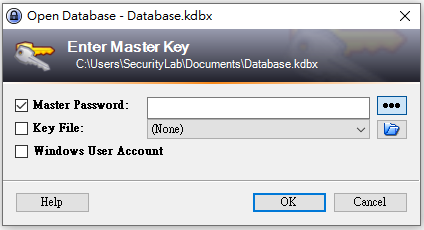 Open Database - Database.kdbx
Enter Master Key
C:\Users\SecurityLab\Documents\Database.kdbx
Master Password:
Key File: (None)
Windows User Account
Help OK Cancel